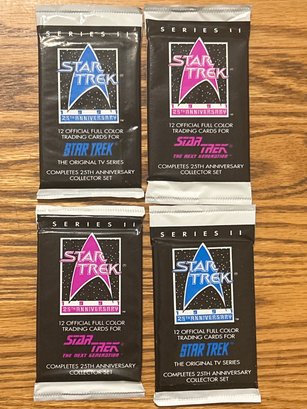 SERIES II
STAR
TREK
1991
25TH ANNIVERSARY
12 OFFICIAL FULL COLOR
TRADING CARDS FOR
STAR TREK
THE ORIGINAL TV SERIES
COMPLETES 25TH ANNIVERSARY
COLLECTOR SET
SERIES II
STAR
TREK
1991
25TH ANNIVERSARY
12 OFFICIAL FULL COLOR
TRADING CARDS FOR
STAR TREK
THE NEXT GENERATION
COMPLETES 25TH ANNIVERSARY
COLLECTOR SET
SERIES II
STAR
TREK
1991
25TH ANNIVERSARY
12 OFFICIAL FULL COLOR
TRADING CARDS FOR
STAR TREK
THE NEXT GENERATION
COMPLETES 25TH ANNIVERSARY
COLLECTOR SET
SERIES II
STAR
TREK
1991
25TH ANNIVERSARY
12 OFFICIAL FULL COLOR
TRADING CARDS FOR
STAR TREK
THE ORIGINAL TV SERIES
COMPLETES 25TH ANNIVERSARY
COLLECTOR SET